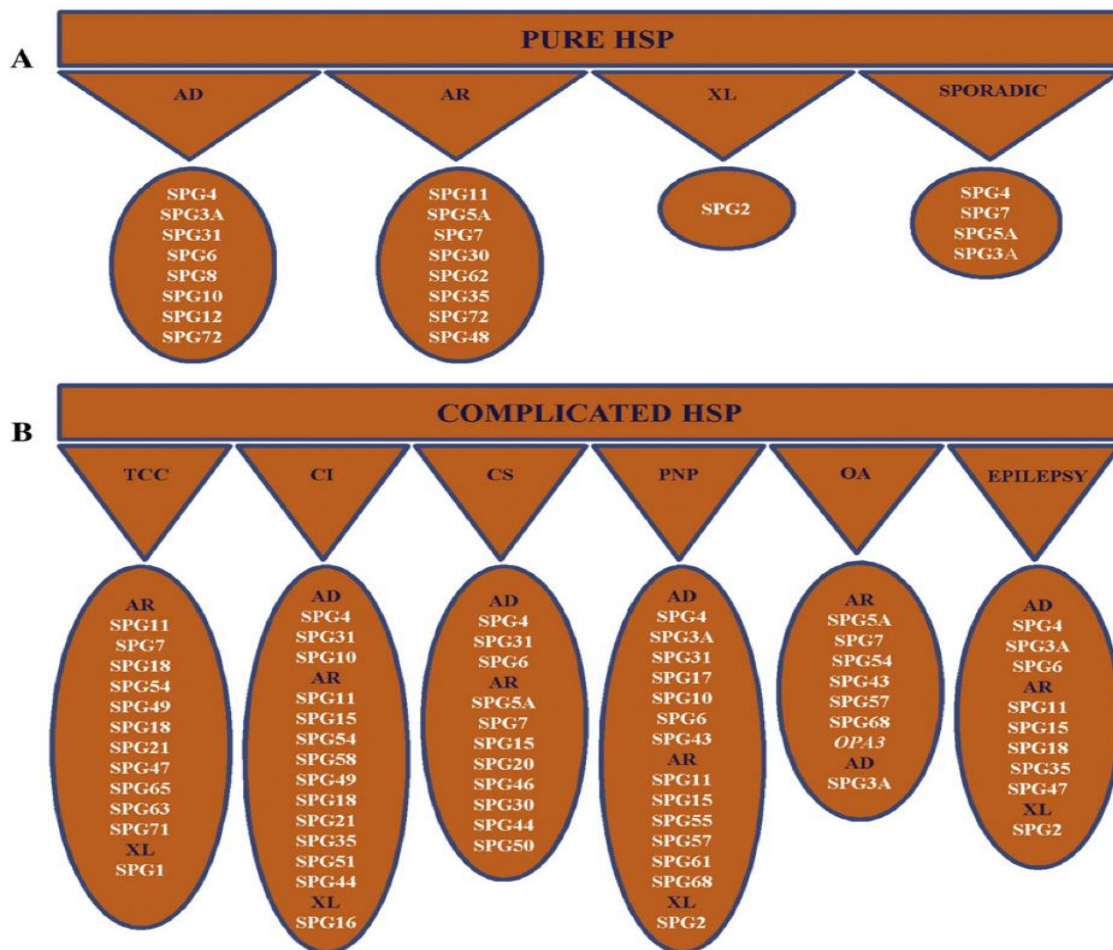 A
PURE HSP
AD
AR
XL
SPORADIC
SPG4
SPG3A
SPG31
SPG6
SPG8
SPG10
SPG12
SPG72
SPG11
SPG5A
SPG7
SPG30
SPG62
SPG35
SPG72
SPG48
SPG2
SPG4
SPG7
SPG5A
SPG3A
B
COMPLICATED HSP
TCC
CI
CS
PNP
OA
EPILEPSY
AR
SPG11
SPG7
SPG18
SPG54
SPG49
SPG18
SPG21
SPG47
SPG65
SPG63
SPG71
XL
SPG1
AD
SPG4
SPG31
SPG10
AR
SPG11
SPG15
SPG54
SPG58
SPG49
SPG18
SPG21
SPG35
SPG51
SPG44
XL
SPG16
AD
SPG4
SPG31
SPG6
AR
SPG5A
SPG7
SPG15
SPG20
SPG46
SPG30
SPG44
SPG50
AD
SPG4
SPG3A
SPG31
SPG17
SPG10
SPG6
SPG43
AR
SPG11
SPG15
SPG55
SPG57
SPG61
SPG68
XL
SPG2
AR
SPG5A
SPG7
SPG54
SPG43
SPG57
SPG68
OPA3
AD
SPG3A
AD
SPG4
SPG3A
SPG6
AR
SPG11
SPG15
SPG18
SPG35
SPG47
XL
SPG2